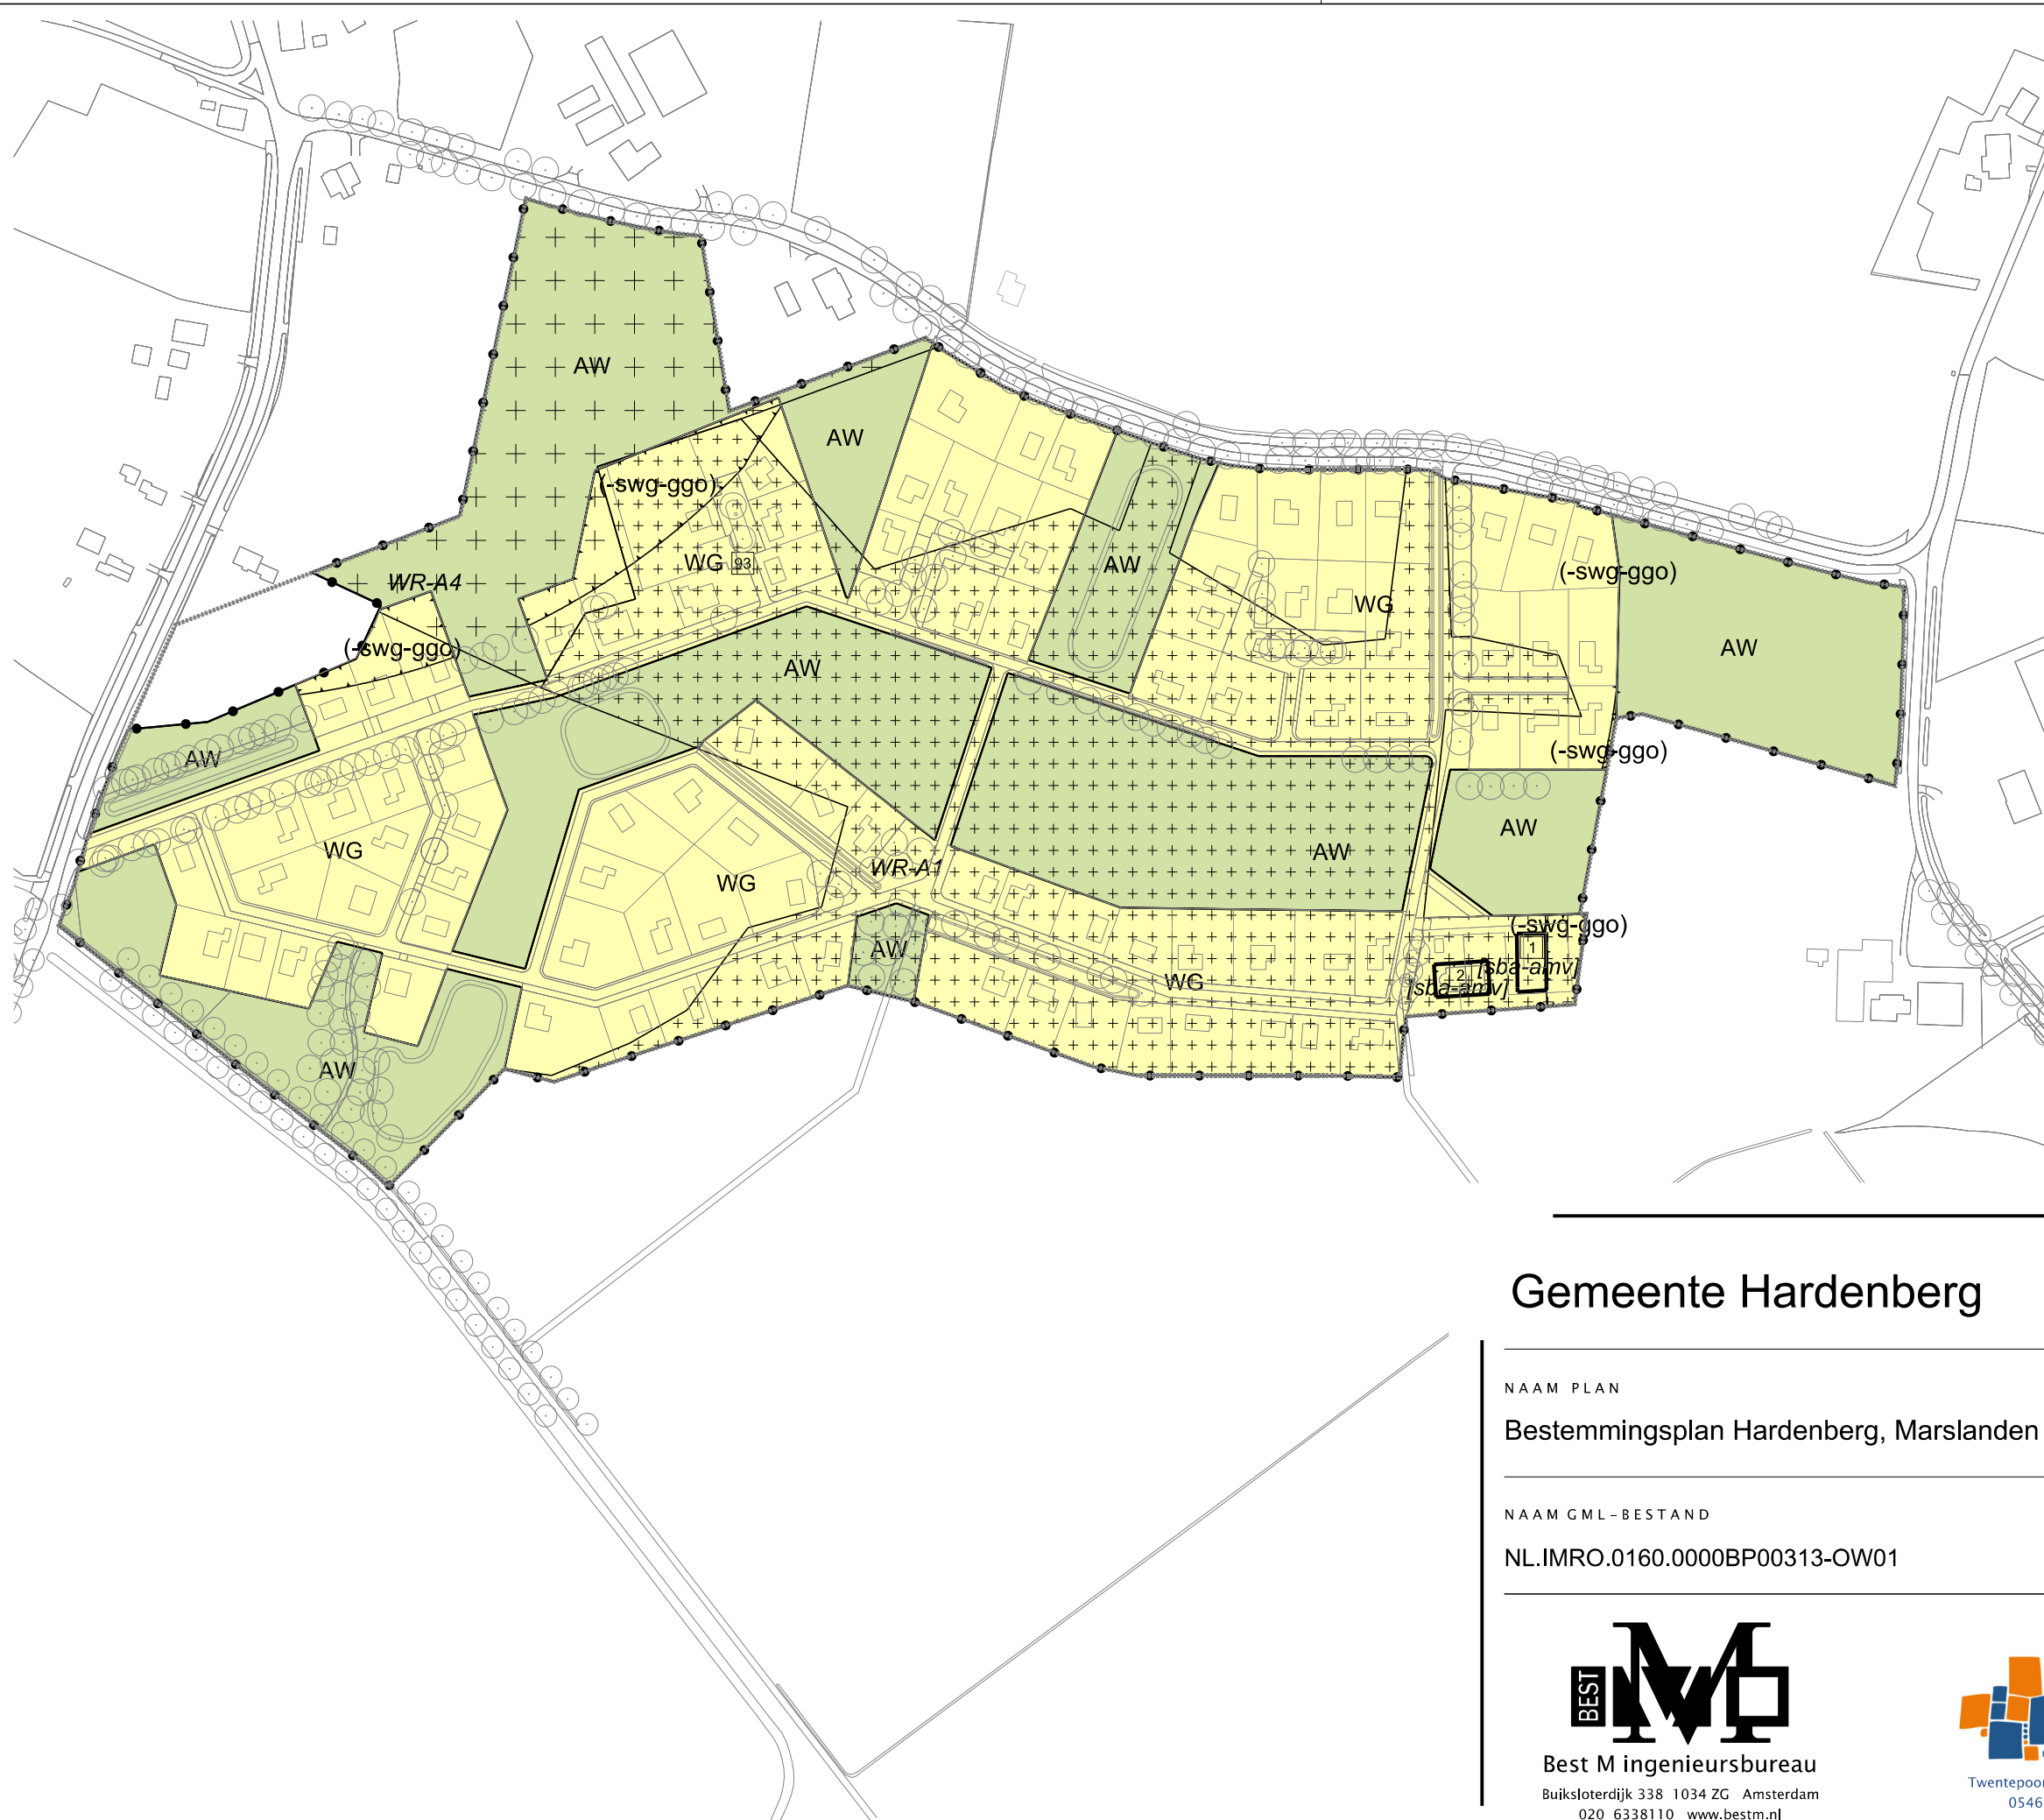 AW
AW
(-swg-ggo)
WG 93
AW
(-swg-ggo)
WR-A4
WG
(-swg-ggo)
AW
AW
(-swg-ggo)
AW
AW
WG
AW
WR-A1
WG
(-swg-ggo)
AW
1
[sba-amv]
2
WG
[sba-amv]
AW
Gemeente Hardenberg
NAAM PLAN
Bestemmingsplan Hardenberg, Marslanden
NAAM GML-BESTAND
NL.IMRO.0160.0000BP00313-OW01
BEST M
Best M ingenieursbureau
Buiksloterdijk 338 1034 ZG Amsterdam
020 6338110 www.bestm.nl
Twentepoor
0546